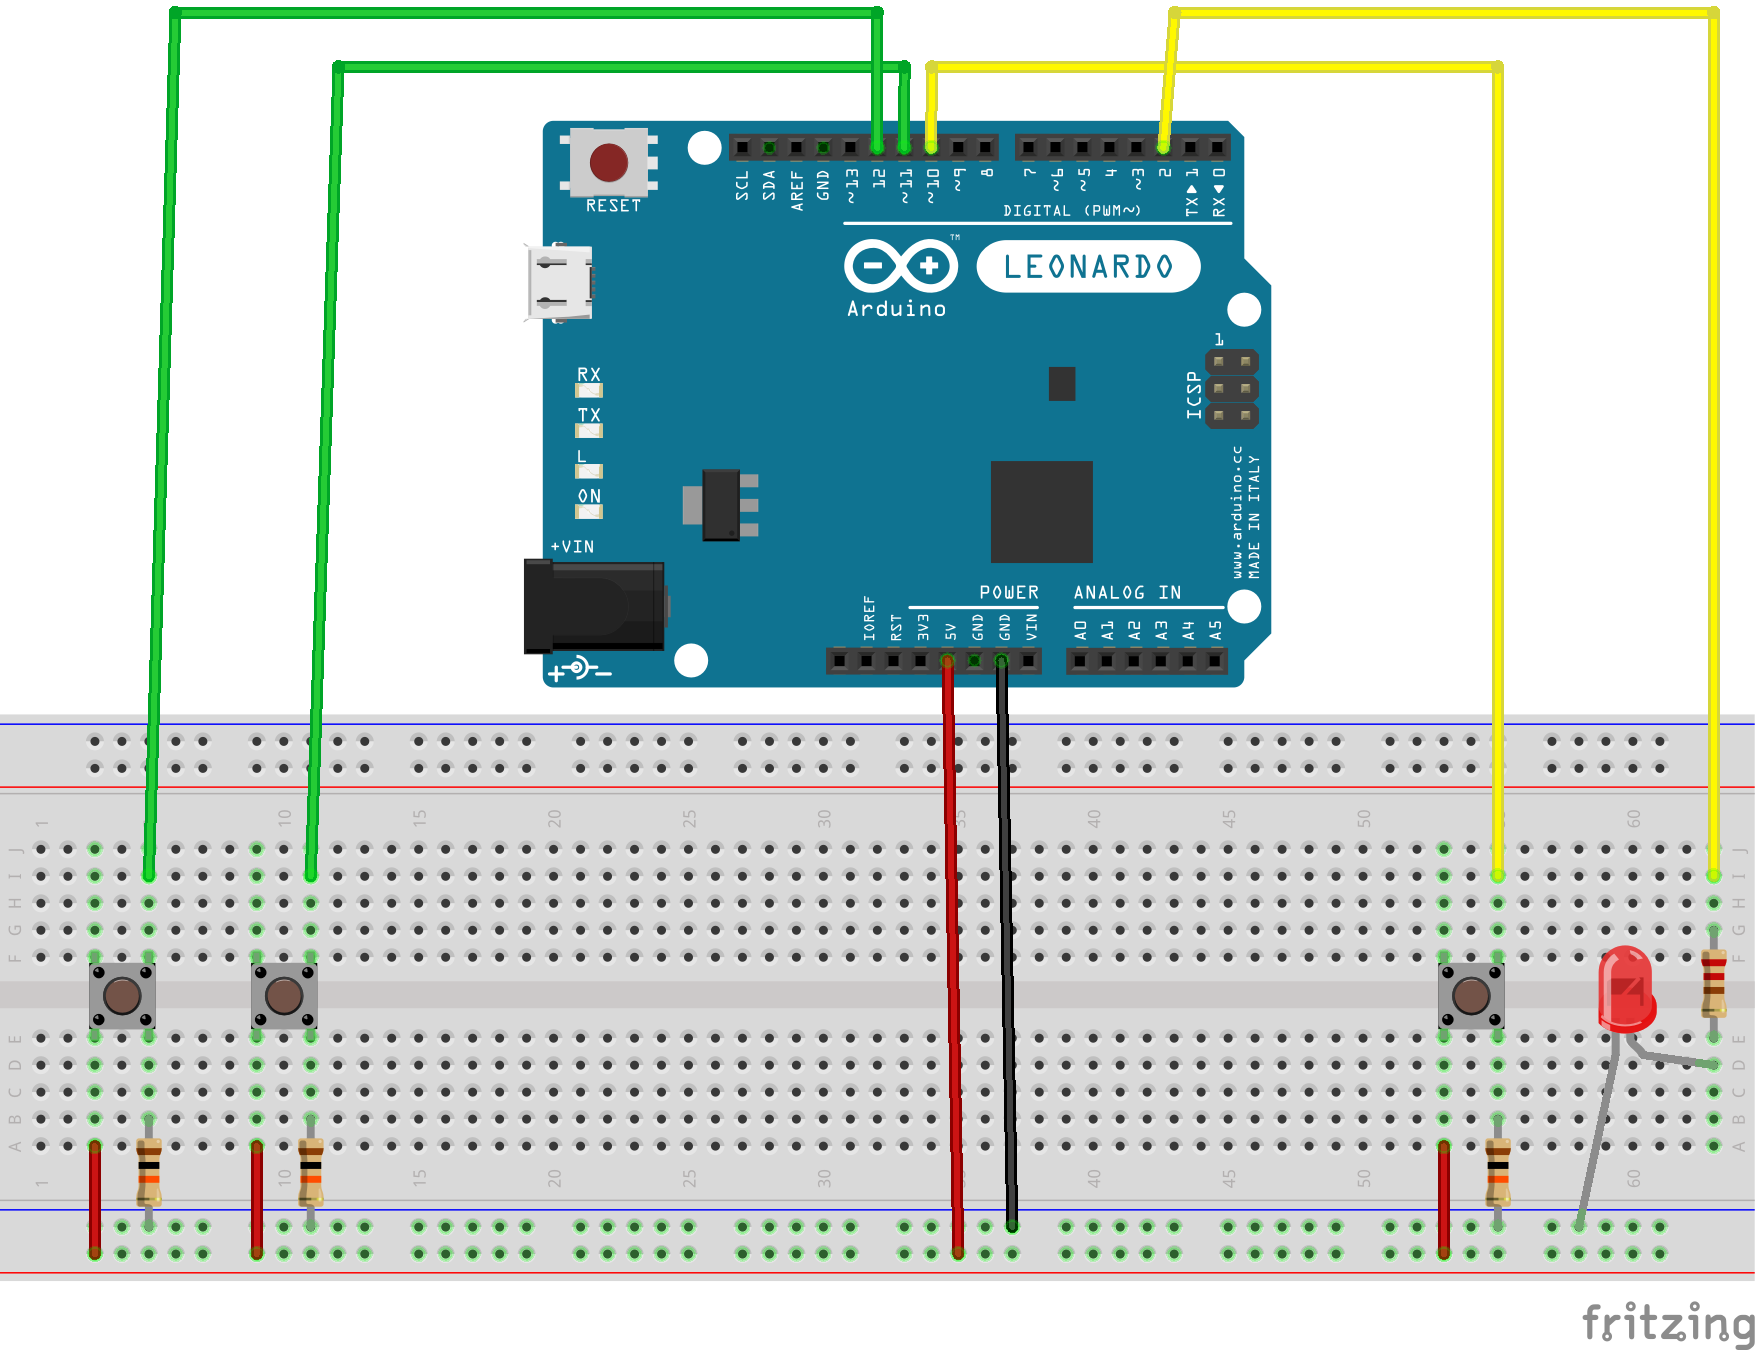 RESET
SCL
SDA
AREF
GND
~13
12
~11
~10
~9
8
7
~6
~5
4
~3
2
TX 1
RX 0
DIGITAL (PWM~)
TM
LEONARDO
Arduino
1
ICSP
RX
TX
L
ON
+VIN
www.arduino.cc
MADE IN ITALY
POWER
ANALOG IN
IOREF
RST
3V3
5V
GND
GND
VIN
A0
A1
A2
A3
A4
A5
1 10 15 20 25 30 35 40 45 50 60
J J
I I
H H
G G
F F
E E
D D
C C
B B
A A
1 10 15 20 25 30 40 45 50 60
fritzing